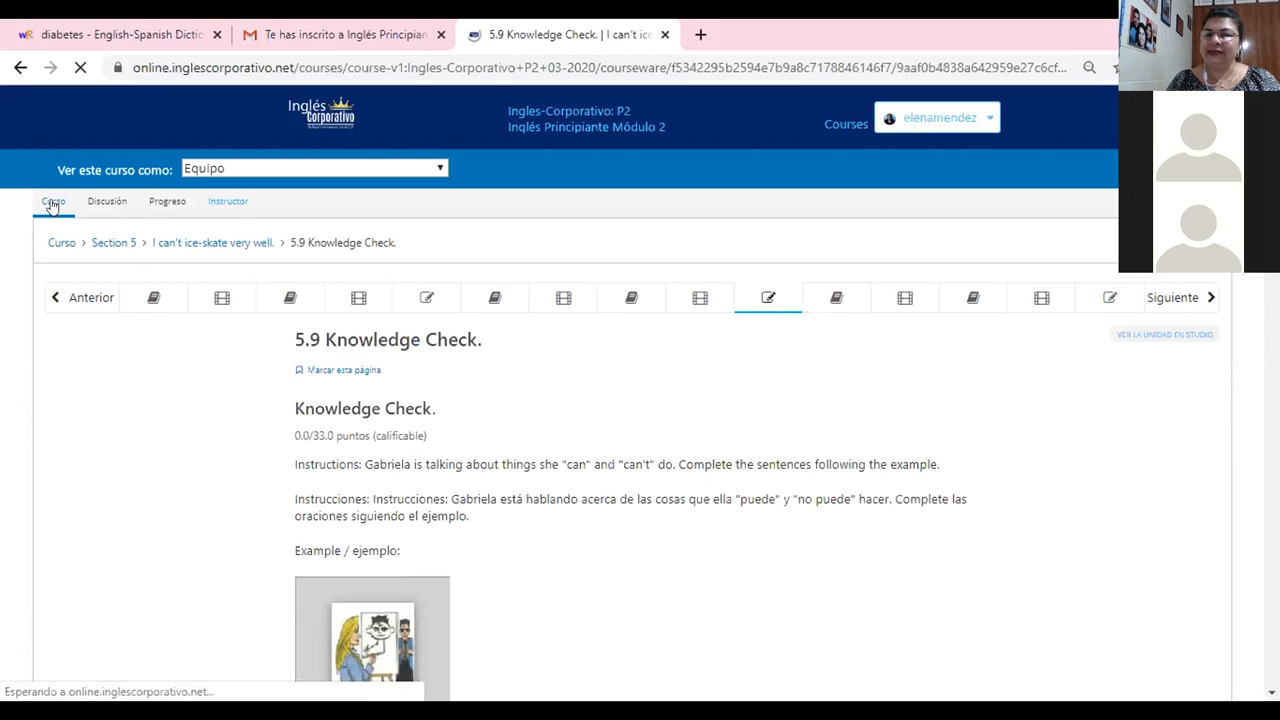 diabetes - English-Spanish Dictic
Te has inscrito a Inglés Principian
5.9 Knowledge Check. | I can't ice
online.inglescorporativo.net/courses/course-v1:Ingles-Corporativo+P2+03-2020/courseware/f5342295b2594e7b9a8c7178846146f7/9aaf0b4838a642959e27c6cf...
Inglés
Corporativo
Ingles-Corporativo: P2
Inglés Principiante Módulo 2
Courses
elenamendez
Ver este curso como:
Equipo
Curso
Discusión
Progreso
Instructor
Curso > Section 5 > I can't ice-skate very well. > 5.9 Knowledge Check.
Anterior
Siguiente
5.9 Knowledge Check.
VER LA UNIDAD EN STUDIO
Marcar esta página
Knowledge Check.
0.0/33.0 puntos (calificable)
Instructions: Gabriela is talking about things she "can" and "can't" do. Complete the sentences following the example.
Instrucciones: Instrucciones: Gabriela está hablando acerca de las cosas que ella "puede" y "no puede" hacer. Complete las
oraciones siguiendo el ejemplo.
Example / ejemplo:
Esperando a online.inglescorporativo.net...